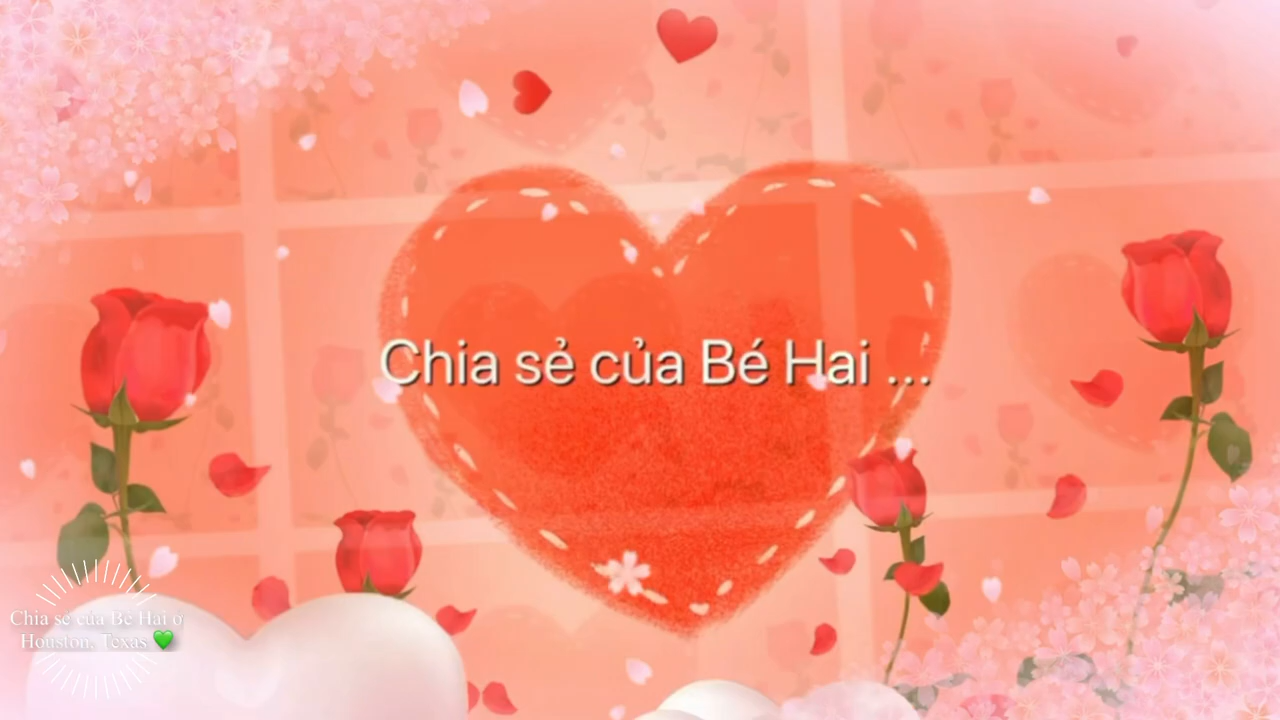 Chia sẻ của Bé Hai ...
Chia sẻ của Bé Hai ở
Houston, Texas 💚